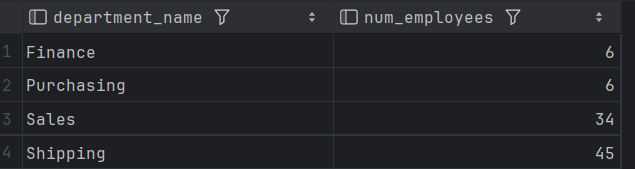 department_name num_employees
1 Finance 6
2 Purchasing 6
3 Sales 34
4 Shipping 45